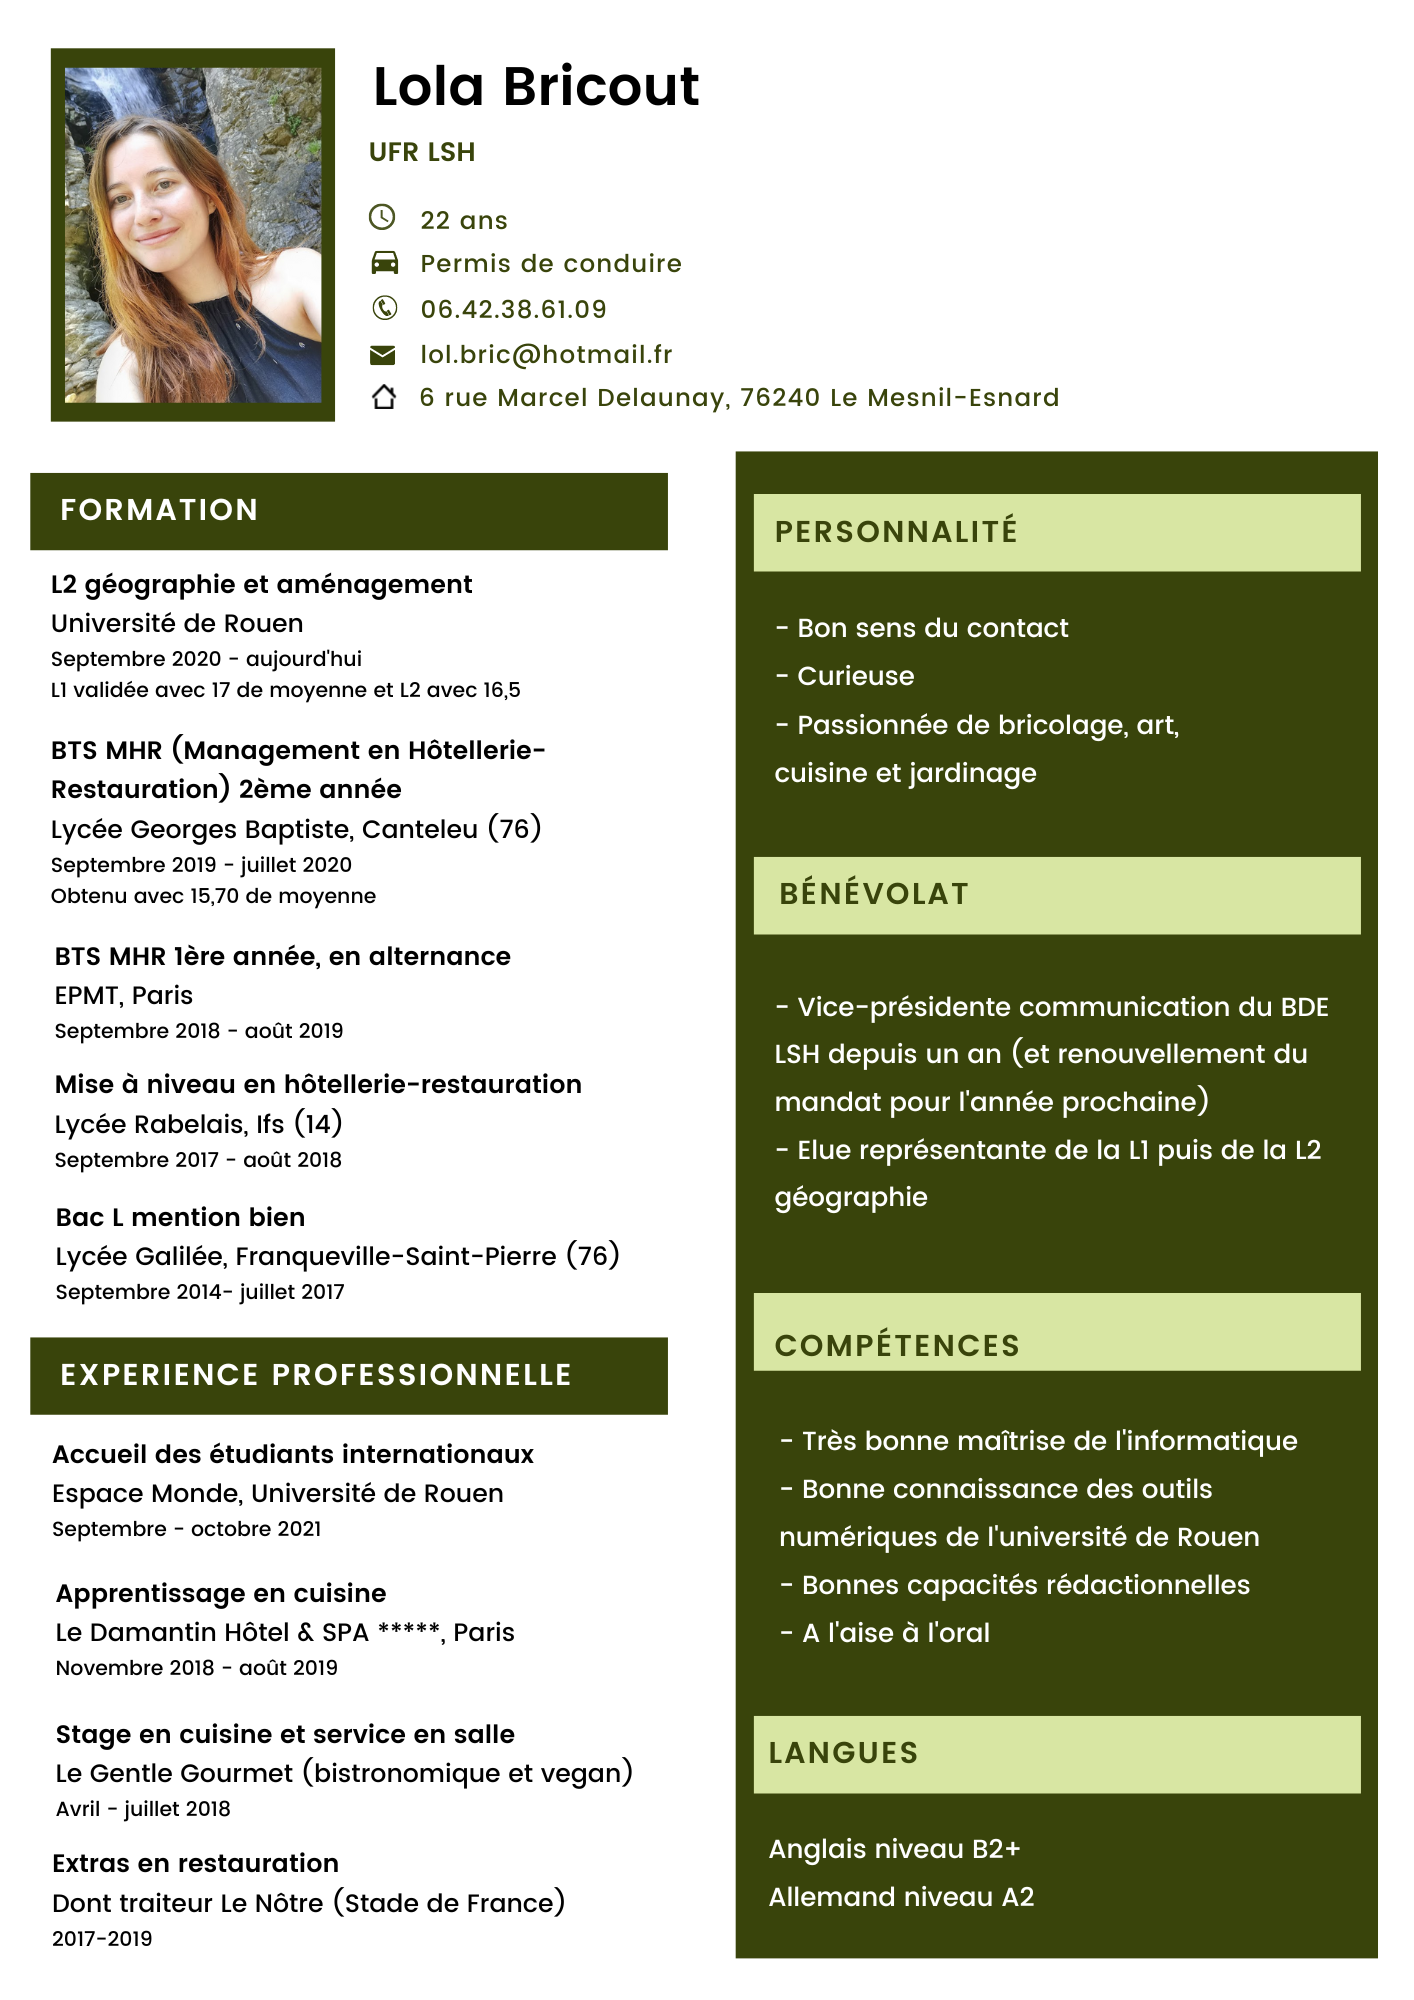 Lola Bricout
UFR LSH
22 ans
Permis de conduire
06.42.38.61.09
lol.bric@hotmail.fr
6 rue Marcel Delaunay, 76240 Le Mesnil-Esnard
FORMATION
L2 géographie et aménagement
Université de Rouen
Septembre 2020 - aujourd'hui
L1 validée avec 17 de moyenne et L2 avec 16,5
BTS MHR (Management en Hôtellerie-
Restauration) 2ème année
Lycée Georges Baptiste, Canteleu (76)
Septembre 2019 - juillet 2020
Obtenu avec 15,70 de moyenne
BTS MHR 1ère année, en alternance
EPMT, Paris
Septembre 2018 - août 2019
Mise à niveau en hôtellerie-restauration
Lycée Rabelais, Ifs (14)
Septembre 2017 - août 2018
Bac L mention bien
Lycée Galilée, Franqueville-Saint-Pierre (76)
Septembre 2014- juillet 2017
EXPERIENCE PROFESSIONNELLE
Accueil des étudiants internationaux
Espace Monde, Université de Rouen
Septembre - octobre 2021
Apprentissage en cuisine
Le Damantin Hôtel & SPA *****, Paris
Novembre 2018 - août 2019
Stage en cuisine et service en salle
Le Gentle Gourmet (bistronomique et vegan)
Avril - juillet 2018
Extras en restauration
Dont traiteur Le Nôtre (Stade de France)
2017-2019
PERSONNALITÉ
- Bon sens du contact
- Curieuse
- Passionnée de bricolage, art,
cuisine et jardinage
BÉNÉVOLAT
- Vice-présidente communication du BDE
LSH depuis un an (et renouvellement du
mandat pour l'année prochaine)
- Elue représentante de la L1 puis de la L2
géographie
COMPÉTENCES
- Très bonne maîtrise de l'informatique
- Bonne connaissance des outils
numériques de l'université de Rouen
- Bonnes capacités rédactionnelles
- A l'aise à l'oral
LANGUES
Anglais niveau B2+
Allemand niveau A2